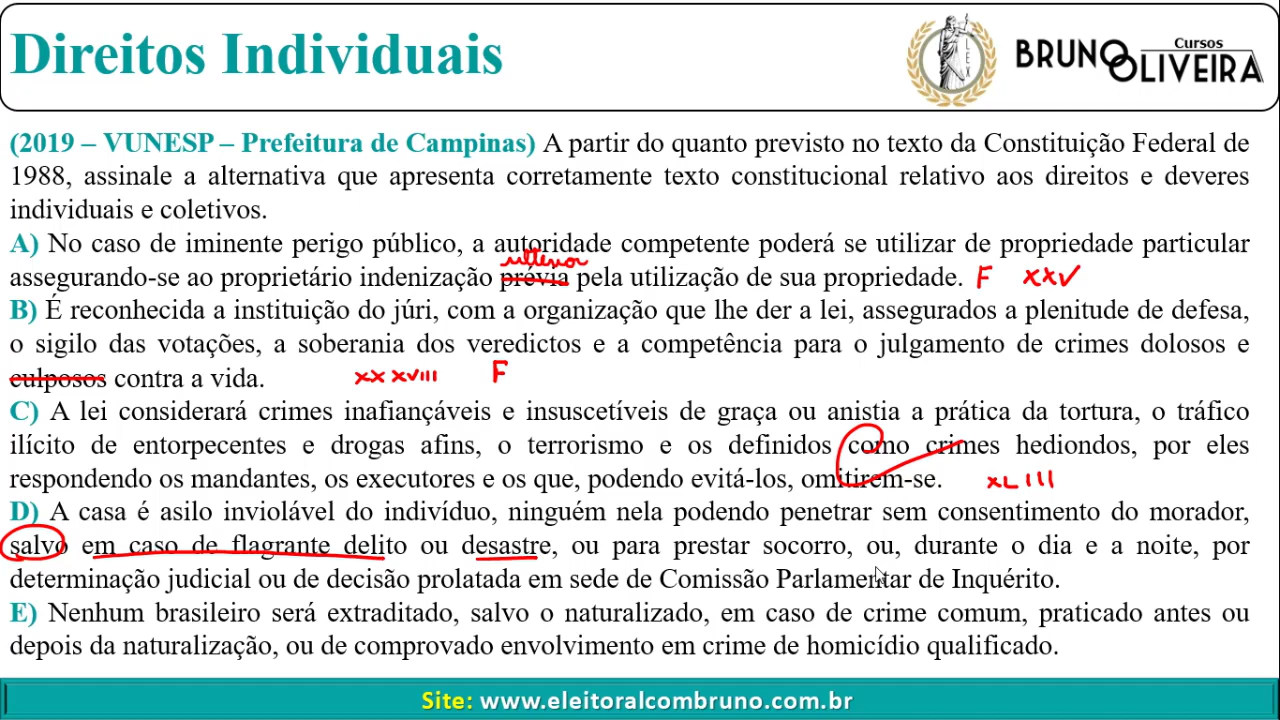 Direitos Individuais
LEX
Cursos
BRUNO OLIVEIRA
(2019 – VUNESP – Prefeitura de Campinas) A partir do quanto previsto no texto da Constituição Federal de
1988, assinale a alternativa que apresenta corretamente texto constitucional relativo aos direitos e deveres
individuais e coletivos.
A) No caso de iminente perigo público, a autoridade competente poderá se utilizar de propriedade particular
ulterior
assegurando-se ao proprietário indenização prévia pela utilização de sua propriedade. F XXV
B) É reconhecida a instituição do júri, com a organização que lhe der a lei, assegurados a plenitude de defesa,
o sigilo das votações, a soberania dos veredictos e a competência para o julgamento de crimes dolosos e
culposos contra a vida. XXXVIII F
C) A lei considerará crimes inafiançáveis e insuscetíveis de graça ou anistia a prática da tortura, o tráfico
ilícito de entorpecentes e drogas afins, o terrorismo e os definidos como crimes hediondos, por eles
respondendo os mandantes, os executores e os que, podendo evitá-los, omitirem-se. XLIII
D) A casa é asilo inviolável do indivíduo, ninguém nela podendo penetrar sem consentimento do morador,
salvo em caso de flagrante delito ou desastre, ou para prestar socorro, ou, durante o dia e a noite, por
determinação judicial ou de decisão prolatada em sede de Comissão Parlamentar de Inquérito.
E) Nenhum brasileiro será extraditado, salvo o naturalizado, em caso de crime comum, praticado antes ou
depois da naturalização, ou de comprovado envolvimento em crime de homicídio qualificado.
Site: www.eleitoralcombruno.com.br